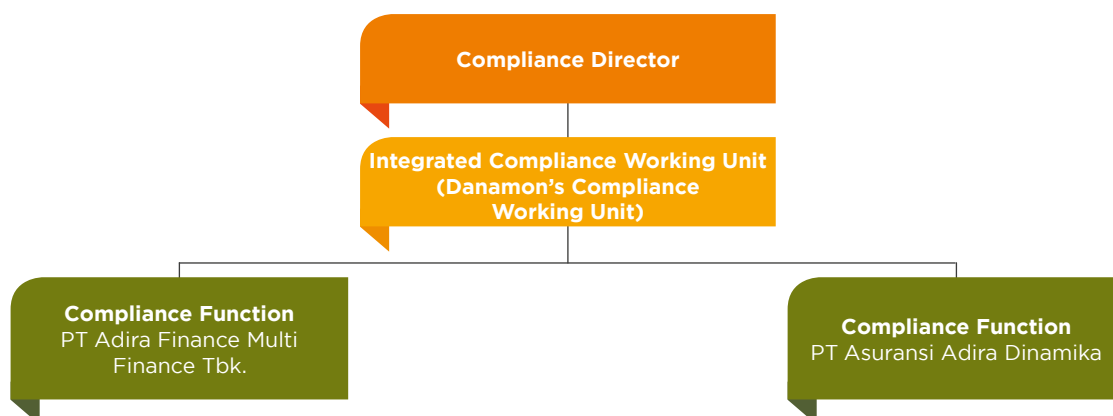 Compliance Director
Integrated Compliance Working Unit
(Danamon's Compliance
Working Unit)
Compliance Function
PT Adira Finance Multi
Finance Tbk.
Compliance Function
PT Asuransi Adira Dinamika